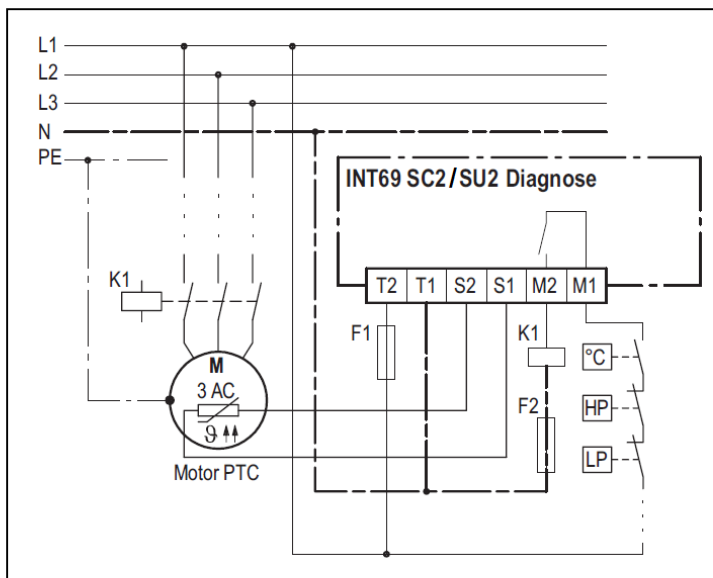 L1
L2
L3
N
PE
INT69 SC2/SU2 Diagnose
T2 T1 S2 S1 M2 M1
K1
F1
K1
°C
M
3 AC
F2
HP
ϑ
LP
Motor PTC